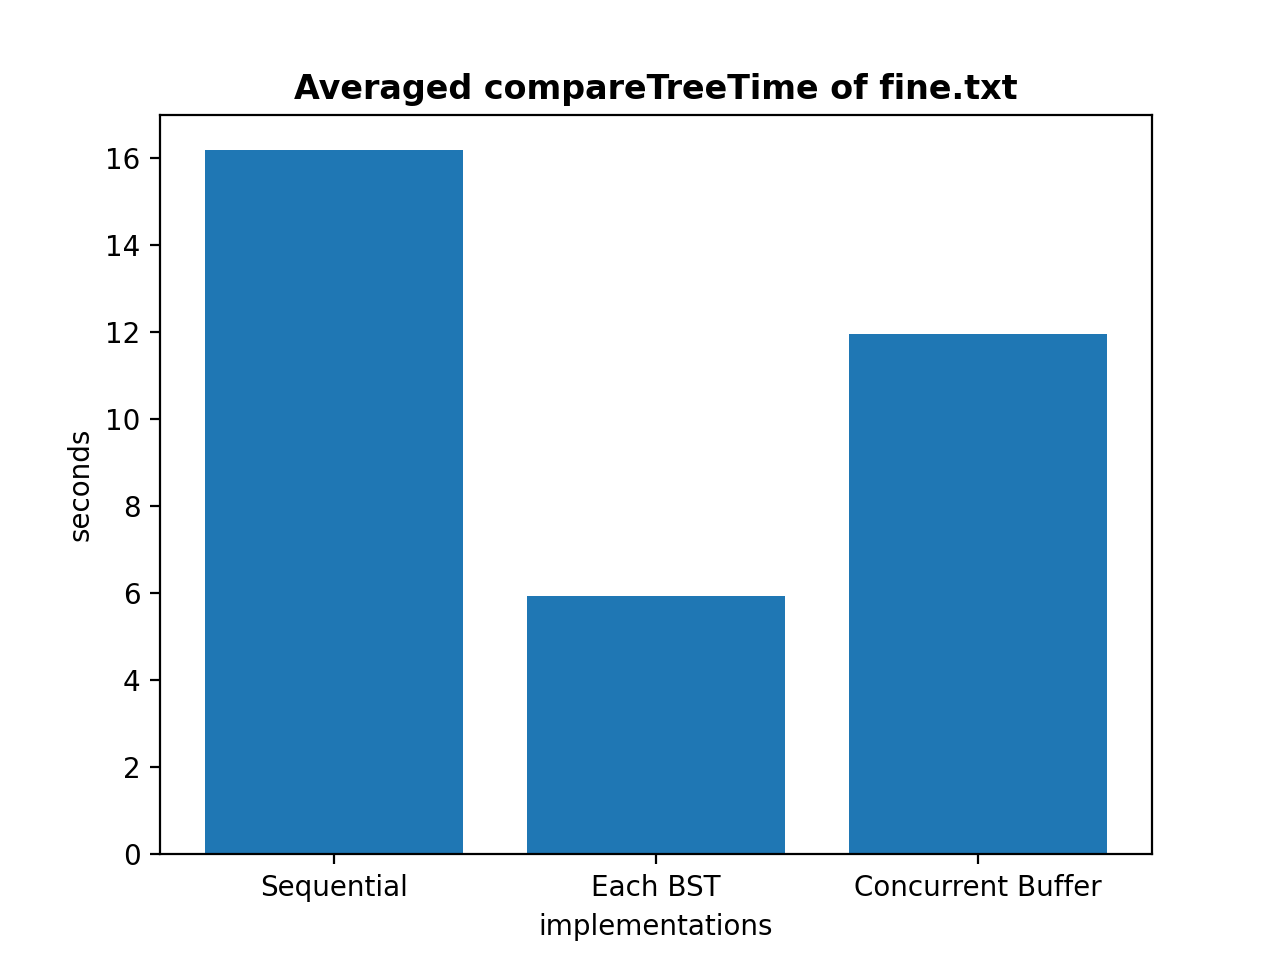 Averaged compareTreeTime of fine.txt
16
14
12
10
8
6
4
2
0
seconds
Sequential Each BST Concurrent Buffer
implementations